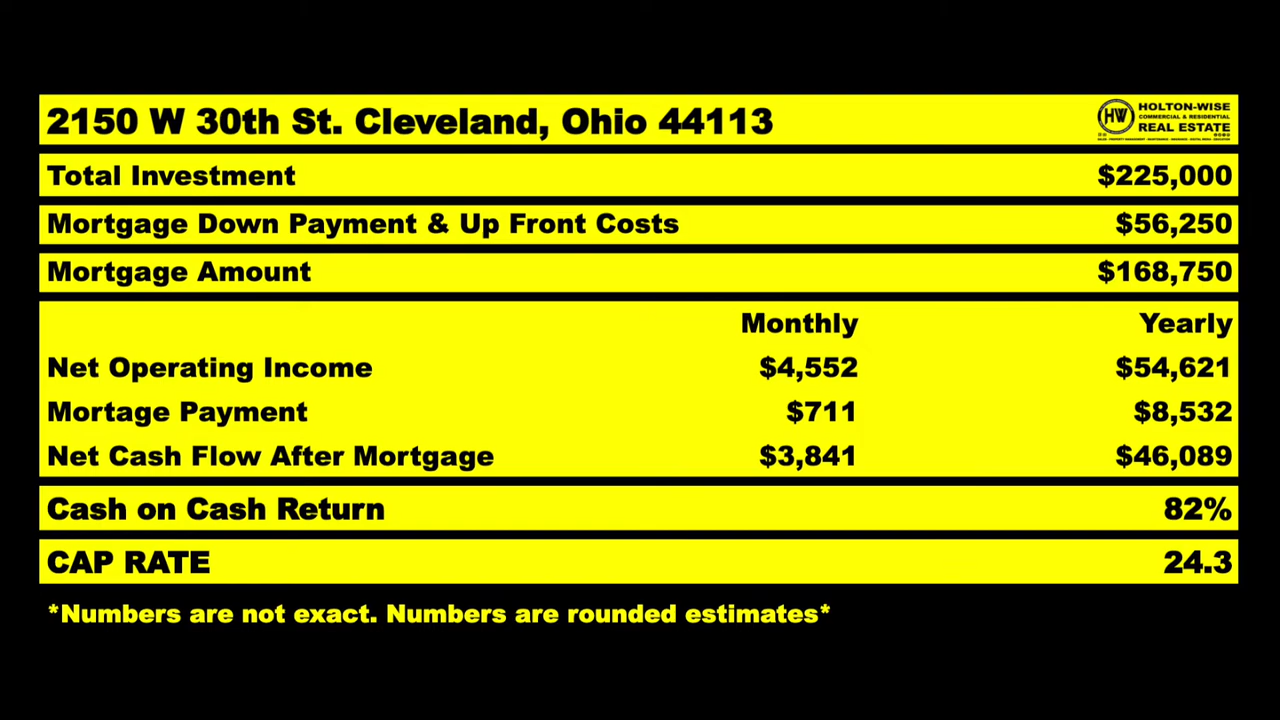 2150 W 30th St. Cleveland, Ohio 44113
HOLTON-WISE
COMMERCIAL & RESIDENTIAL
REAL ESTATE
HW
Total Investment $225,000
Mortgage Down Payment & Up Front Costs $56,250
Mortgage Amount $168,750
Monthly Yearly
Net Operating Income $4,552 $54,621
Mortage Payment $711 $8,532
Net Cash Flow After Mortgage $3,841 $46,089
Cash on Cash Return 82%
CAP RATE 24.3
*Numbers are not exact. Numbers are rounded estimates*